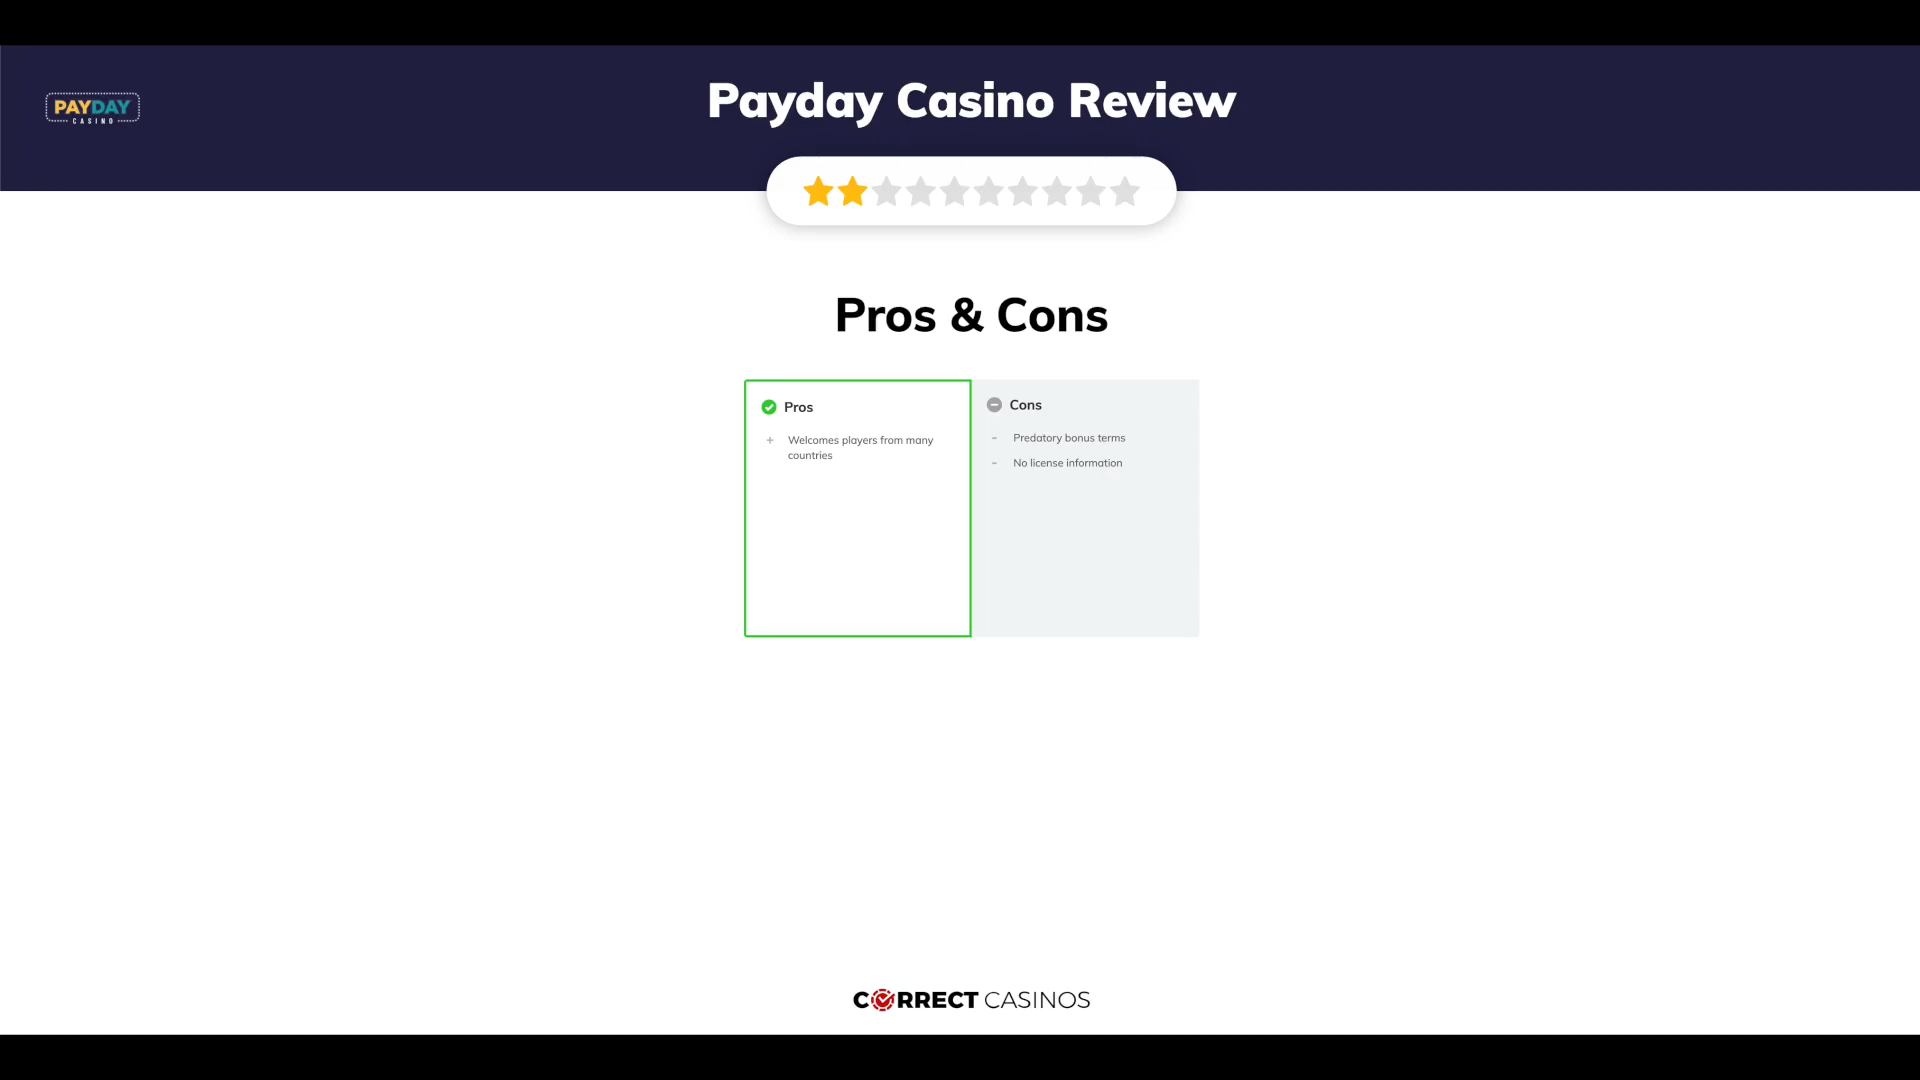 PAYDAY
CASINO
Payday Casino Review
Pros & Cons
Pros
+ Welcomes players from many
countries
Cons
- Predatory bonus terms
- No license information
CORRECT CASINOS